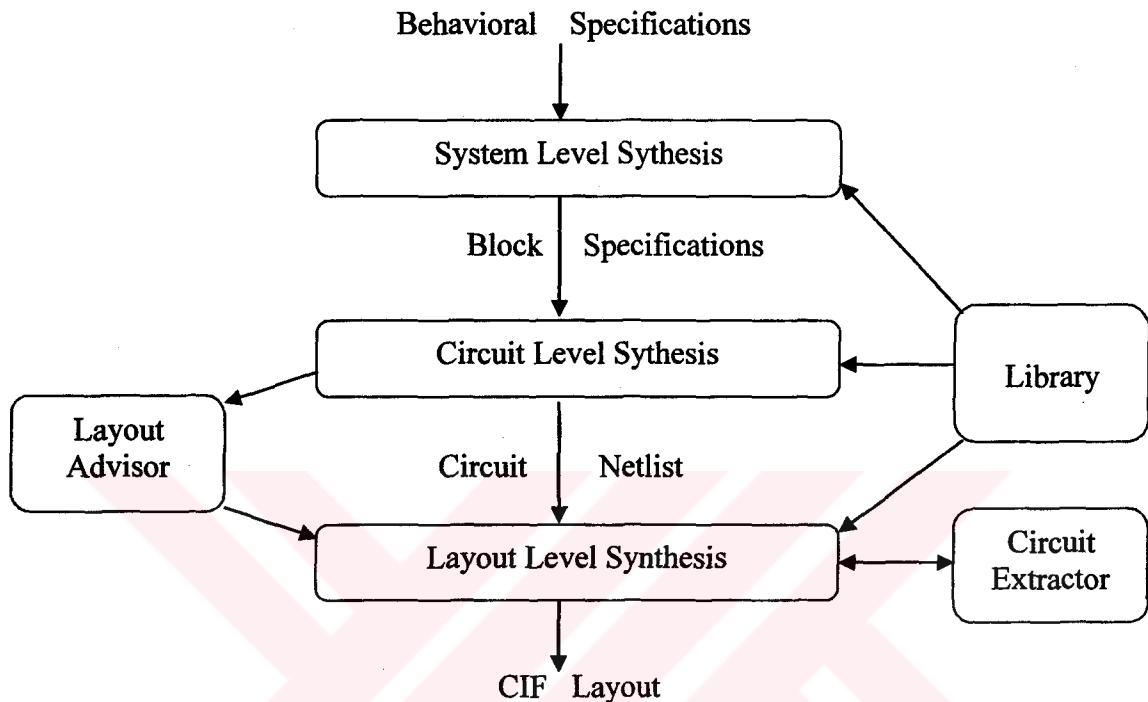 Behavioral Specifications
System Level Sythesis
Block Specifications
Circuit Level Sythesis
Library
Layout
Advisor
Circuit Netlist
Layout Level Synthesis
Circuit
Extractor
CIF Layout